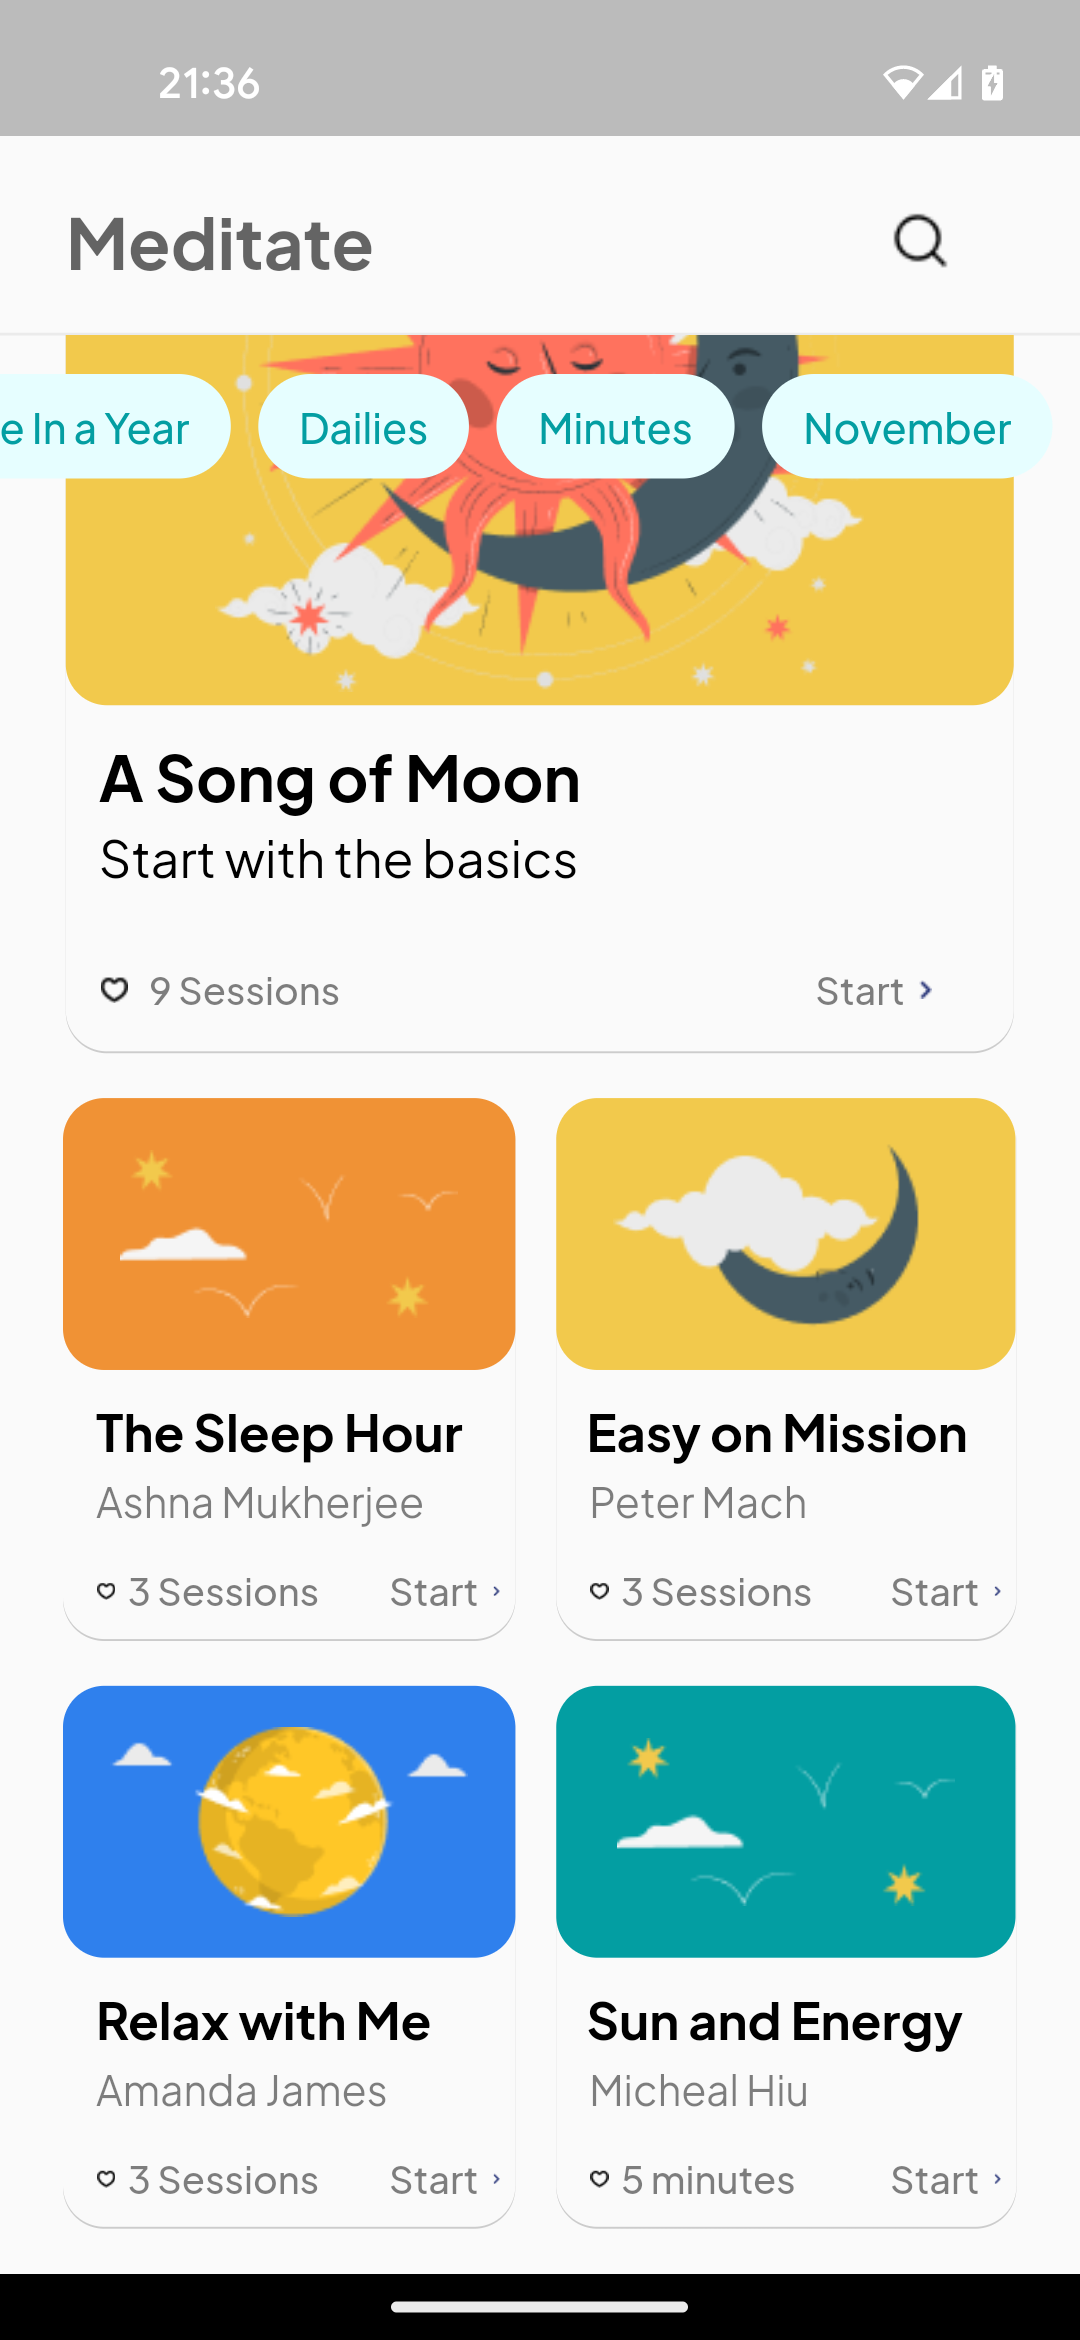 21:36
Meditate
e In a Year Dailies Minutes November
A Song of Moon
Start with the basics
9 Sessions Start
The Sleep Hour Easy on Mission
Ashna Mukherjee Peter Mach
3 Sessions Start 3 Sessions Start
Relax with Me Sun and Energy
Amanda James Micheal Hiu
3 Sessions Start 5 minutes Start